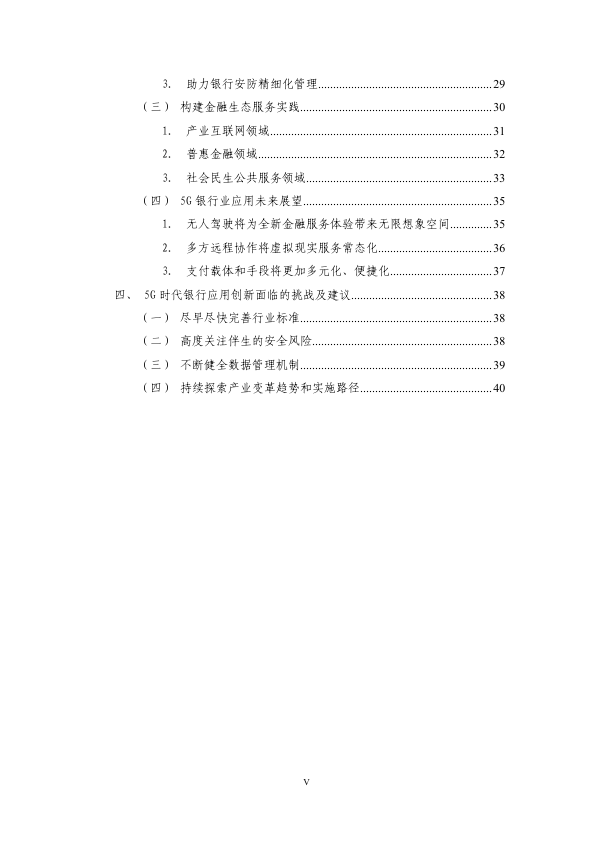 3. 助力银行安防精细化管理..........................................................29
（三） 构建金融生态服务实践................................................................30
1. 产业互联网领域..........................................................................31
2. 普惠金融领域..............................................................................32
3. 社会民生公共服务领域..............................................................33
（四） 5G 银行业应用未来展望...............................................................35
1. 无人驾驶将为全新金融服务体验带来无限想象空间..............35
2. 多方远程协作将虚拟现实服务常态化......................................36
3. 支付载体和手段将更加多元化、便捷化..................................37
四、 5G 时代银行应用创新面临的挑战及建议...............................................38
（一） 尽早尽快完善行业标准................................................................38
（二） 高度关注伴生的安全风险............................................................38
（三） 不断健全数据管理机制................................................................39
（四） 持续探索产业变革趋势和实施路径............................................40
V